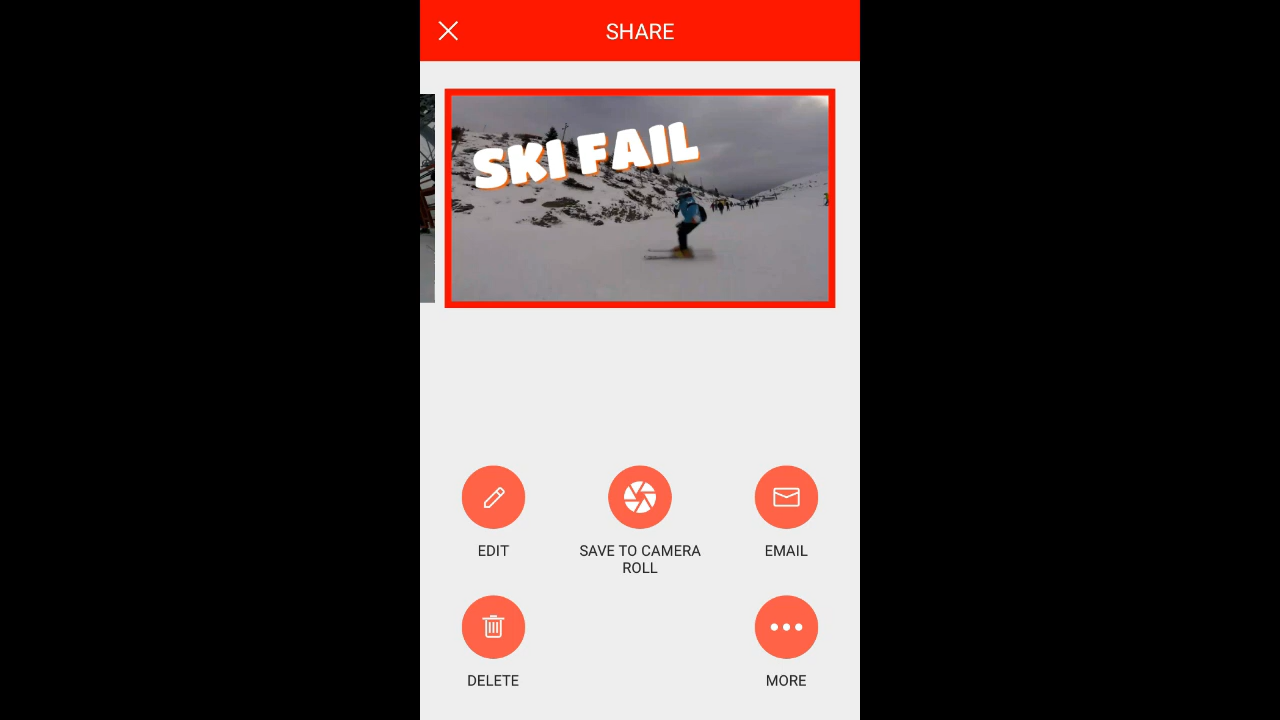 SHARE
SKI FAIL
EDIT
SAVE TO CAMERA
ROLL
EMAIL
DELETE
MORE